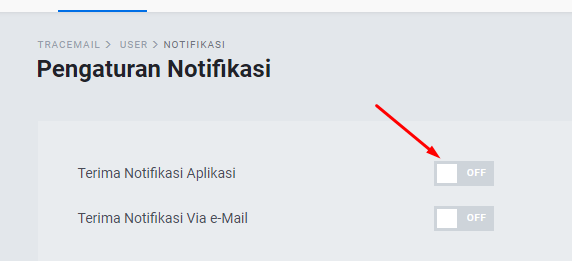 TRACEMAIL > USER > NOTIFIKASI
Pengaturan Notifikasi
Terima Notifikasi Aplikasi OFF
Terima Notifikasi Via e-Mail OFF